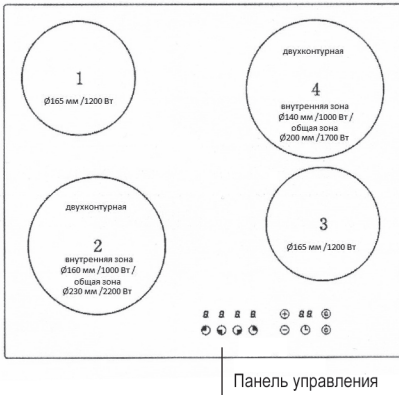 1
Ø165 мм /1200 Вт
двухконтурная
4
внутренняя зона
Ø140 мм /1000 Вт /
общая зона
Ø200 мм /1700 Вт
двухконтурная
2
внутренняя зона
Ø160 мм /1000 Вт /
общая зона
Ø230 мм /2200 Вт
3
Ø165 мм /1200 Вт
8 8 8 8 8 8
Панель управления